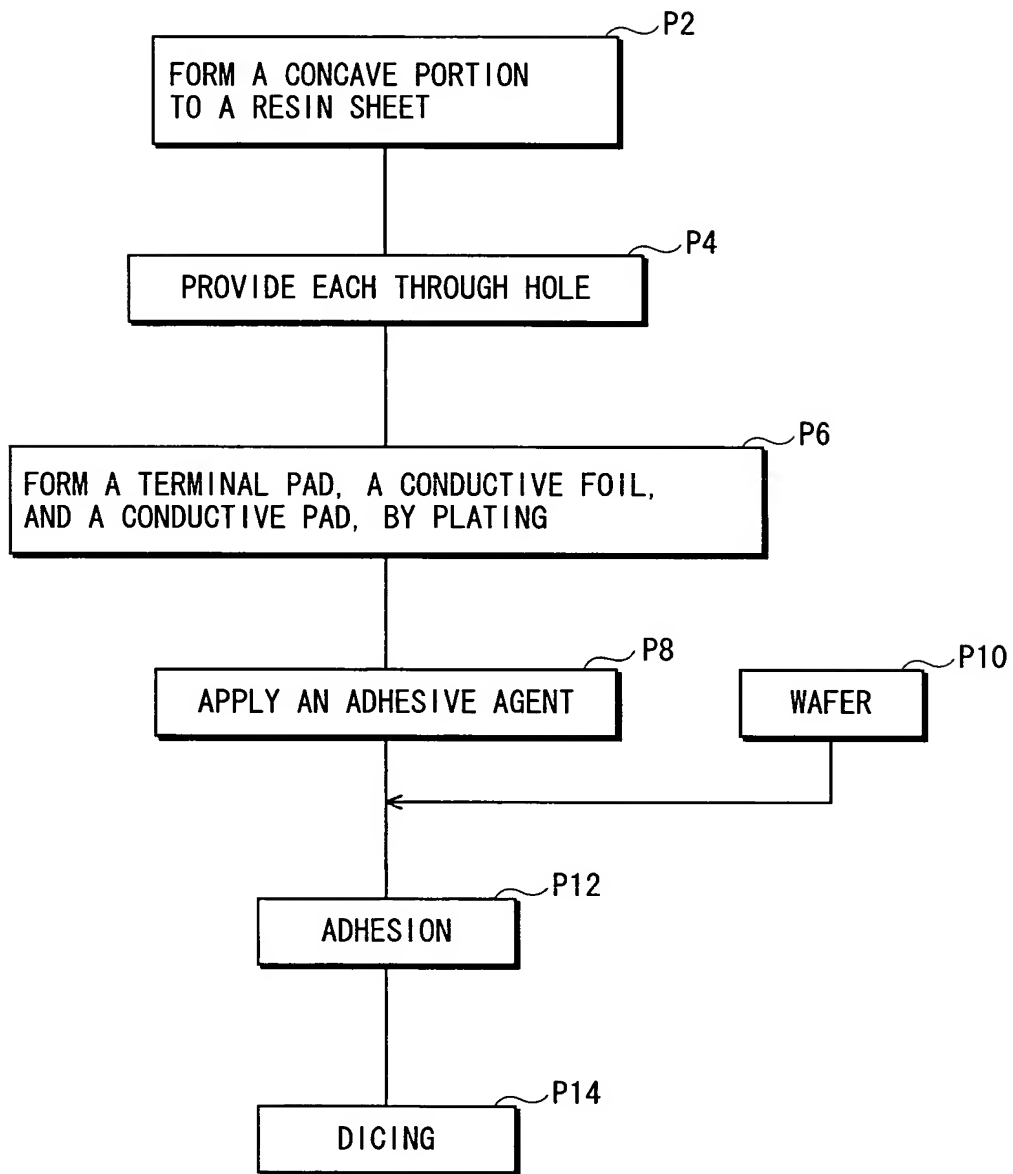 P2
FORM A CONCAVE PORTION
TO A RESIN SHEET
P4
PROVIDE EACH THROUGH HOLE
P6
FORM A TERMINAL PAD, A CONDUCTIVE FOIL,
AND A CONDUCTIVE PAD, BY PLATING
P8
APPLY AN ADHESIVE AGENT
P10
WAFER
P12
ADHESION
P14
DICING